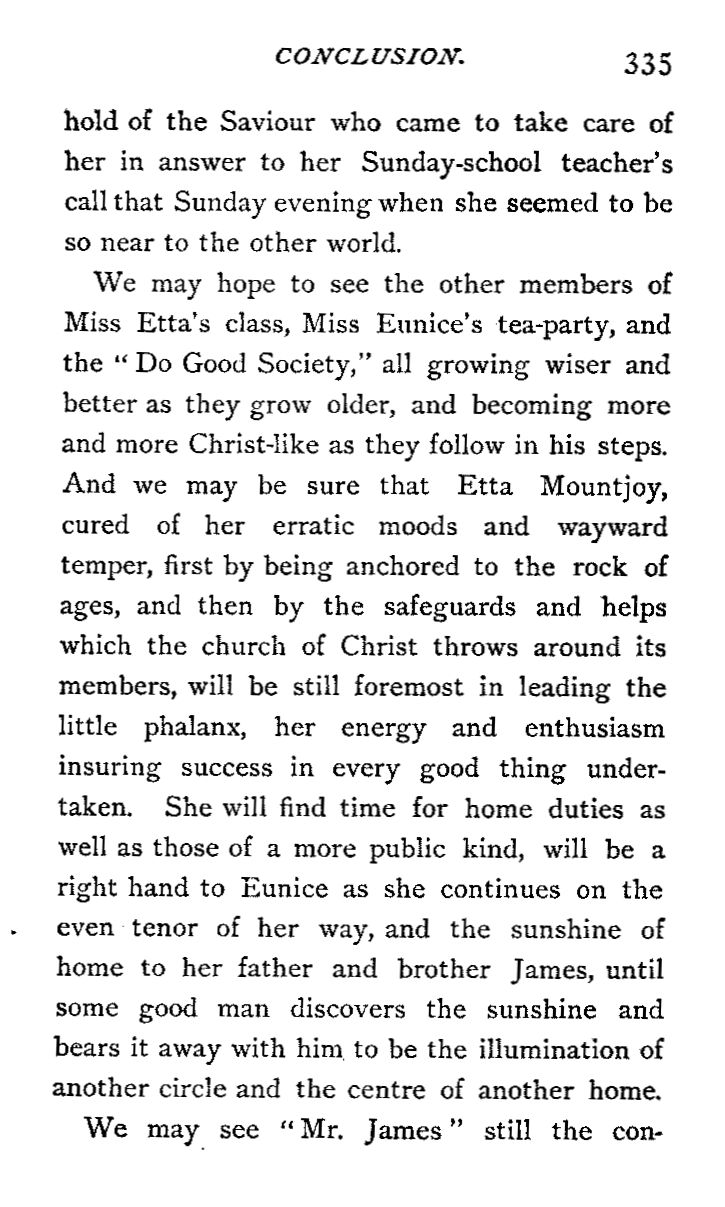 CONCLUSION. 335
hold of the Saviour who came to take care of
her in answer to her Sunday-school teacher's
call that Sunday evening when she seemed to be
so near to the other world.
We may hope to see the other members of
Miss Etta's class, Miss Eunice's tea-party, and
the “ Do Good Society,” all growing wiser and
better as they grow older, and becoming more
and more Christ-like as they follow in his steps.
And we may be sure that Etta Mountjoy,
cured of her erratic moods and wayward
temper, first by being anchored to the rock of
ages, and then by the safeguards and helps
which the church of Christ throws around its
members, will be still foremost in leading the
little phalanx, her energy and enthusiasm
insuring success in every good thing under-
taken. She will find time for home duties as
well as those of a more public kind, will be a
right hand to Eunice as she continues on the
even tenor of her way, and the sunshine of
home to her father and brother James, until
some good man discovers the sunshine and
bears it away with him to be the illumination of
another circle and the centre of another home.
We may see “ Mr. James ” still the con-